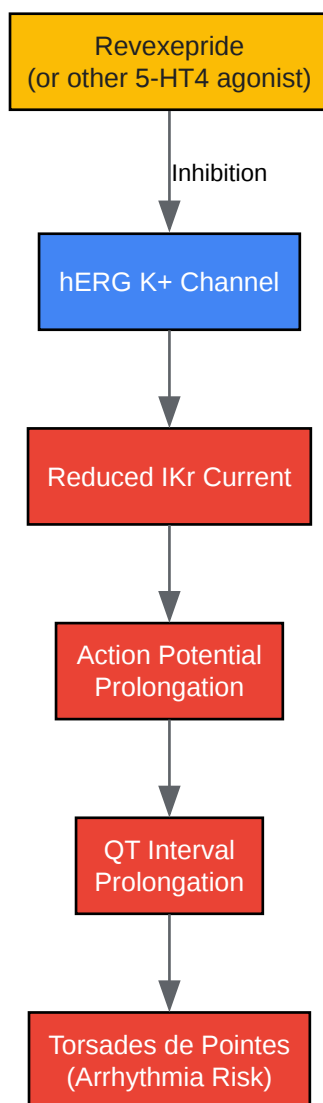 Revexepride
(or other 5-HT4 agonist)
Inhibition
hERG K+ Channel
Reduced IKr Current
Action Potential
Prolongation
QT Interval
Prolongation
Torsades de Pointes
(Arrhythmia Risk)